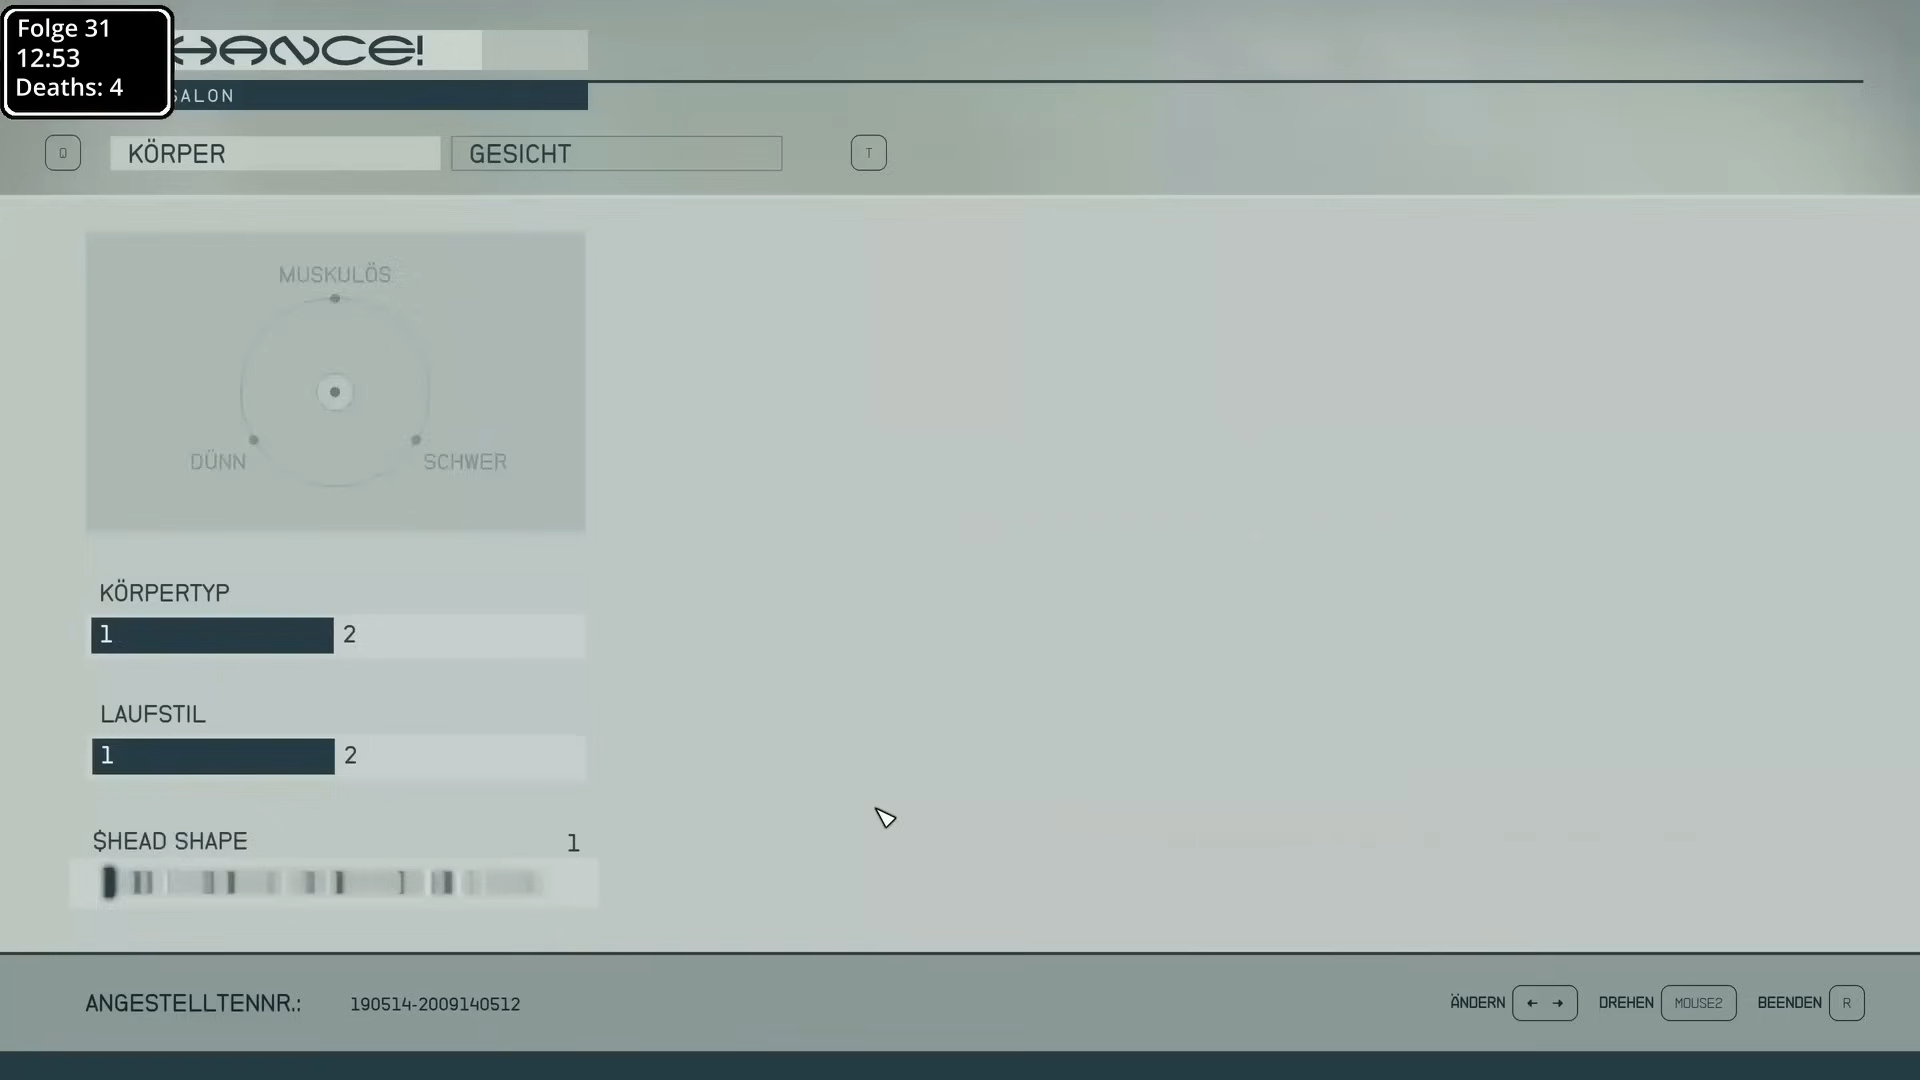 Folge 31
12:53
Deaths: 4
HANCE!
SALON
Q
KÖRPER
GESICHT
T
MUSKULÖS
DÜNN
SCHWER
KÖRPERTYP
1
2
LAUFSTIL
1
2
$HEAD SHAPE
1
ANGESTELLTENNR.:
190514-2009140512
ÄNDERN
← →
DREHEN
MOUSE2
BEENDEN
R